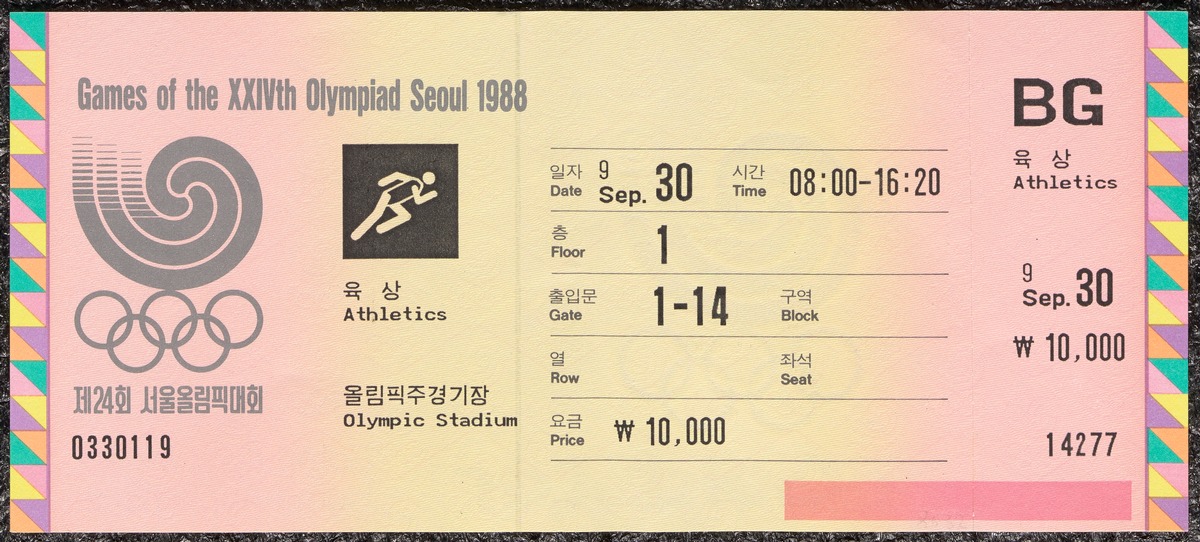 Games of the XXIVth Olympiad Seoul 1988
제24회 서울올림픽대회
0330119
육 상
Athletics
올림픽주경기장
Olympic Stadium
일자 9
Date Sep. 30
시간
Time 08:00-16:20
층
Floor 1
출입문
Gate 1-14
구역
Block
열
Row
좌석
Seat
요금
Price ₩ 10,000
BG
육 상
Athletics
9
Sep. 30
₩ 10,000
14277